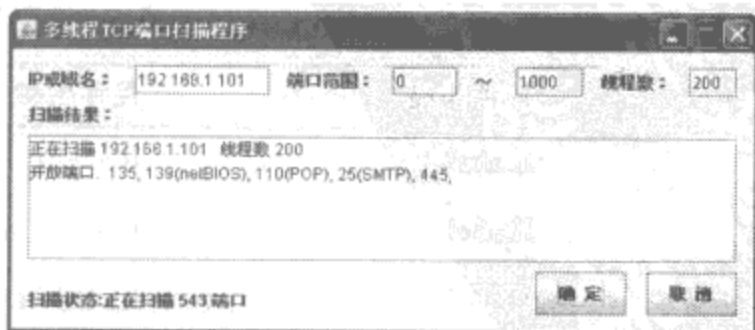 多线程TCP端口扫描程序
IP或域名： 192.168.1.101 端口范围： 0 ～ 1000 线程数： 200
扫描结果：
正在扫描 192.168.1.101 线程数 200
开放端口. 135, 139(netBIOS), 110(POP), 25(SMTP), 445,
扫描状态:正在扫描 543 端口
确 定 取 消